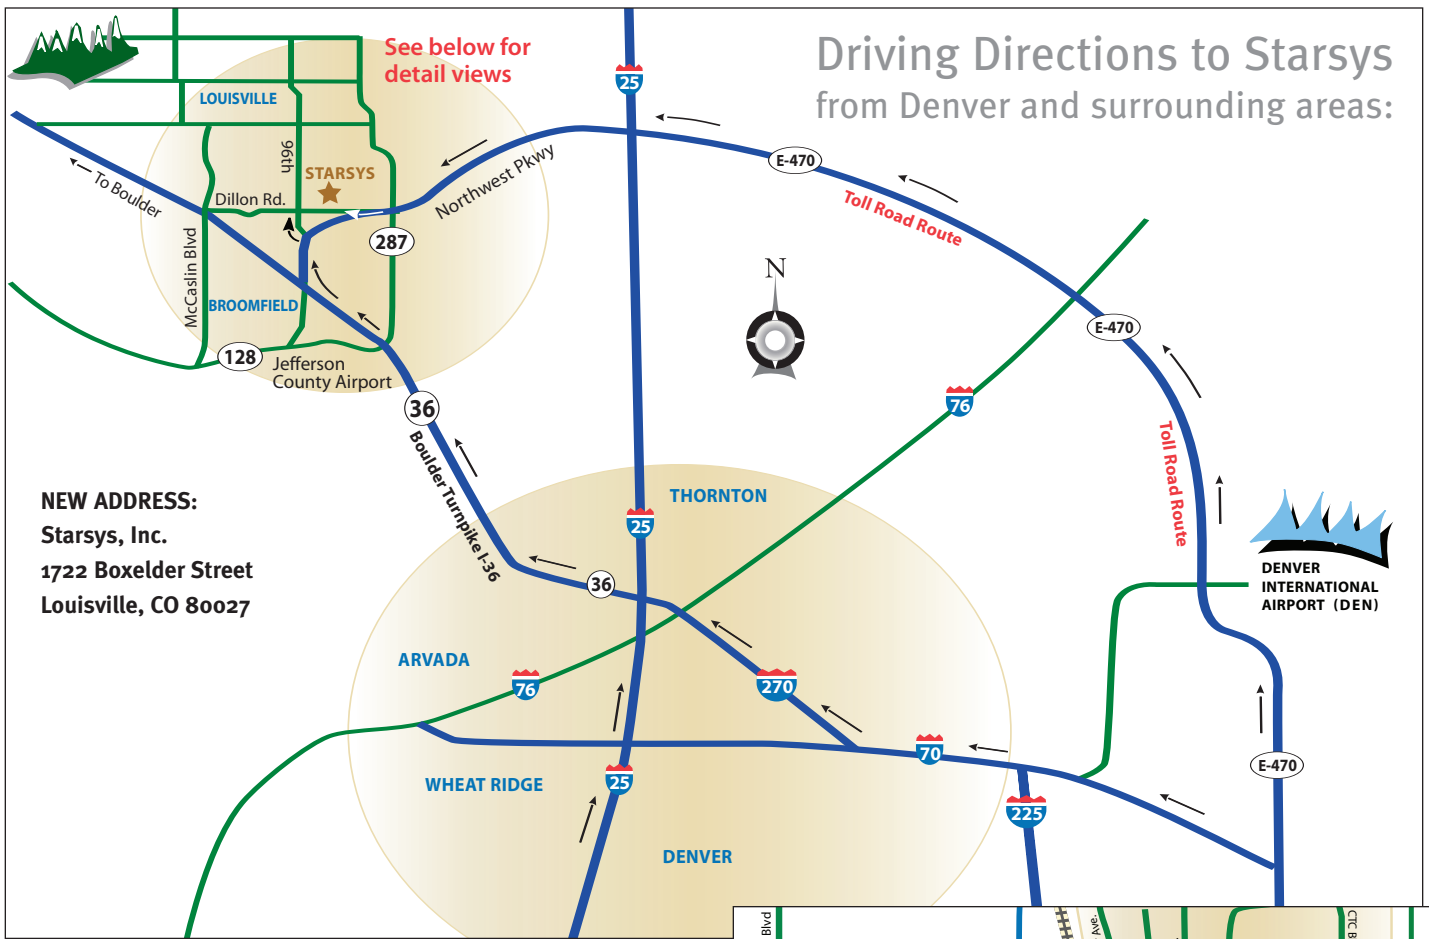 Driving Directions to Starsys
from Denver and surrounding areas:
See below for
detail views
25
LOUISVILLE
E-470
96th
STARSYS
Northwest Pkwy
To Boulder
Dillon Rd.
Toll Road Route
287
McCaslin Blvd
N
BROOMFIELD
E-470
128
Jefferson
County Airport
36
76
Boulder Turnpike I-36
Toll Road Route
NEW ADDRESS:
Starsys, Inc.
1722 Boxelder Street
Louisville, CO 80027
THORNTON
25
36
DENVER
INTERNATIONAL
AIRPORT (DEN)
ARVADA
76
270
70
E-470
WHEAT RIDGE
25
225
DENVER
Blvd
Ave.
CTC B